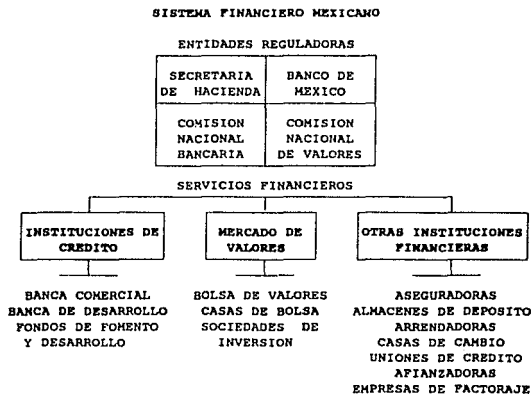 SISTEMA FINANCIERO MEXICANO
ENTIDADES REGULADORAS
SECRETARIA
DE HACIENDA
BANCO DE
MEXICO
COMISION
NACIONAL
BANCARIA
COMISION
NACIONAL
DE VALORES
SERVICIOS FINANCIEROS
INSTITUCIONES DE
CREDITO
MERCADO DE
VALORES
OTRAS INSTITUCIONES
FINANCIERAS
BANCA COMERCIAL
BANCA DE DESARROLLO
FONDOS DE FOMENTO
Y DESARROLLO
BOLSA DE VALORES
CASAS DE BOLSA
SOCIEDADES DE
INVERSION
ASEGURADORAS
ALMACENES DE DEPOSITO
ARRENDADORAS
CASAS DE CAMBIO
UNIONES DE CREDITO
AFIANZADORAS
EMPRESAS DE FACTORAJE